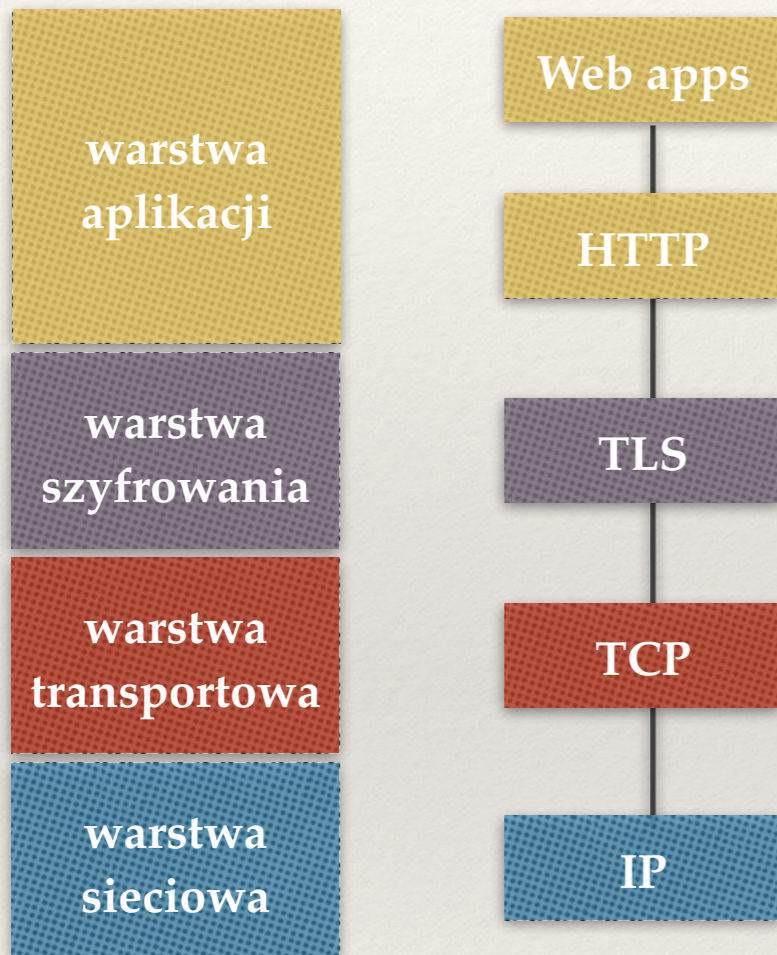 warstwa
aplikacji
Web apps
HTTP
warstwa
szyfrowania
TLS
warstwa
transportowa
TCP
warstwa
sieciowa
IP